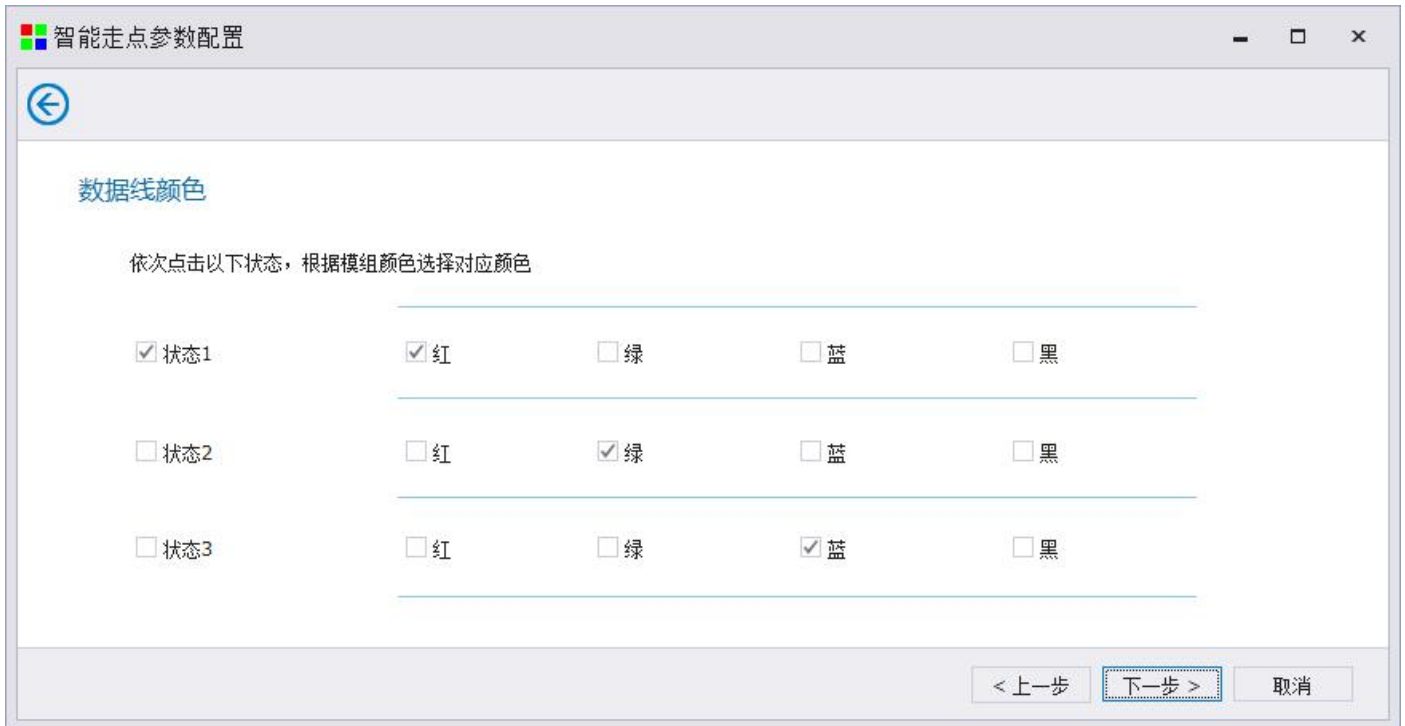 智能走点参数配置
数据线颜色
依次点击以下状态，根据模组颜色选择对应颜色
状态1 红 绿 蓝 黑
状态2 红 绿 蓝 黑
状态3 红 绿 蓝 黑
< 上一步 下一步 > 取消